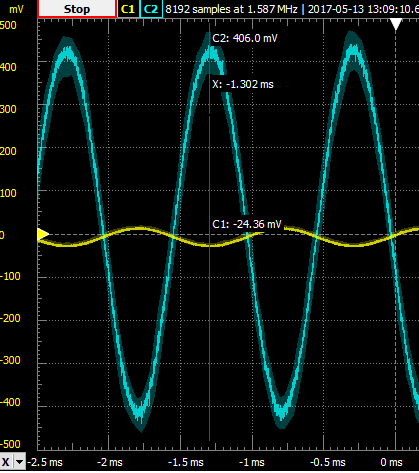 mV Stop C1 C2 8192 samples at 1.587 MHz | 2017-05-13 13:09:10.6
500
C2: 406.0 mV
400
X: -1.302 ms
300
200
100
C1: -24.36 mV
0
-100
-200
-300
-400
-500
X -2.5 ms -2 ms -1.5 ms -1 ms -0.5 ms 0 ms